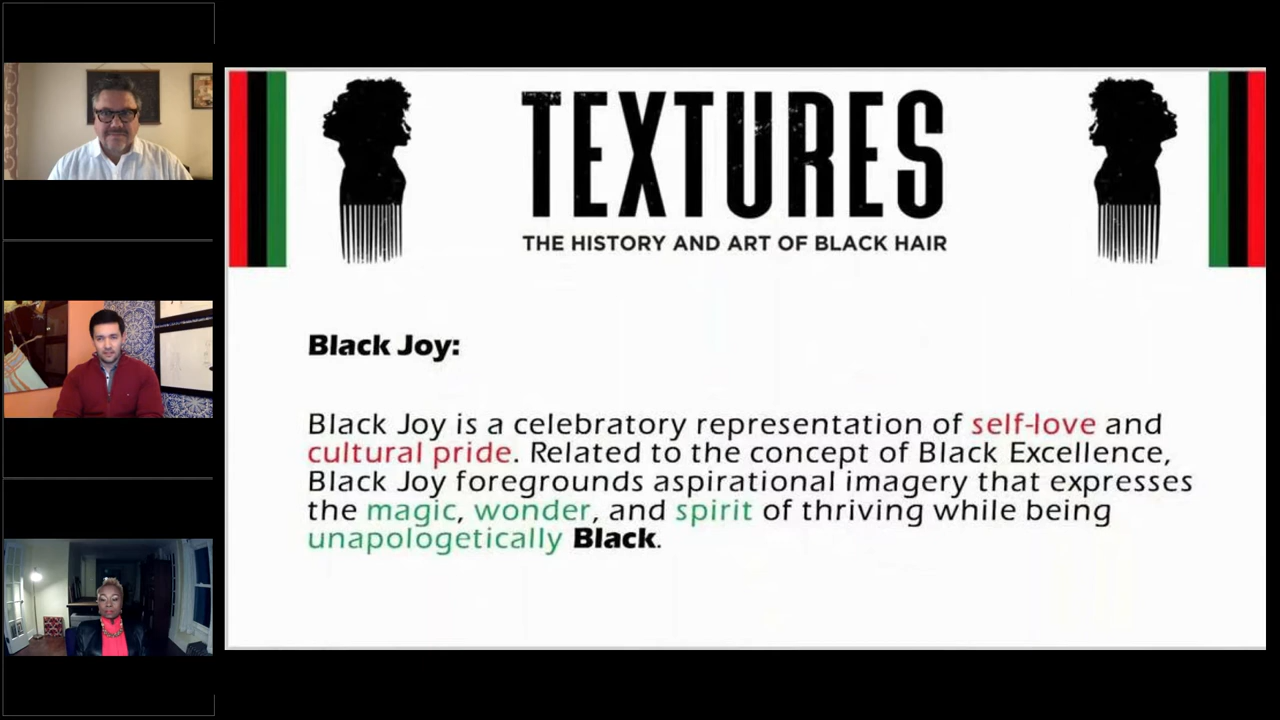 TEXTURES
THE HISTORY AND ART OF BLACK HAIR
Black Joy:
Black Joy is a celebratory representation of self-love and
cultural pride. Related to the concept of Black Excellence,
Black Joy foregrounds aspirational imagery that expresses
the magic, wonder, and spirit of thriving while being
unapologetically Black.